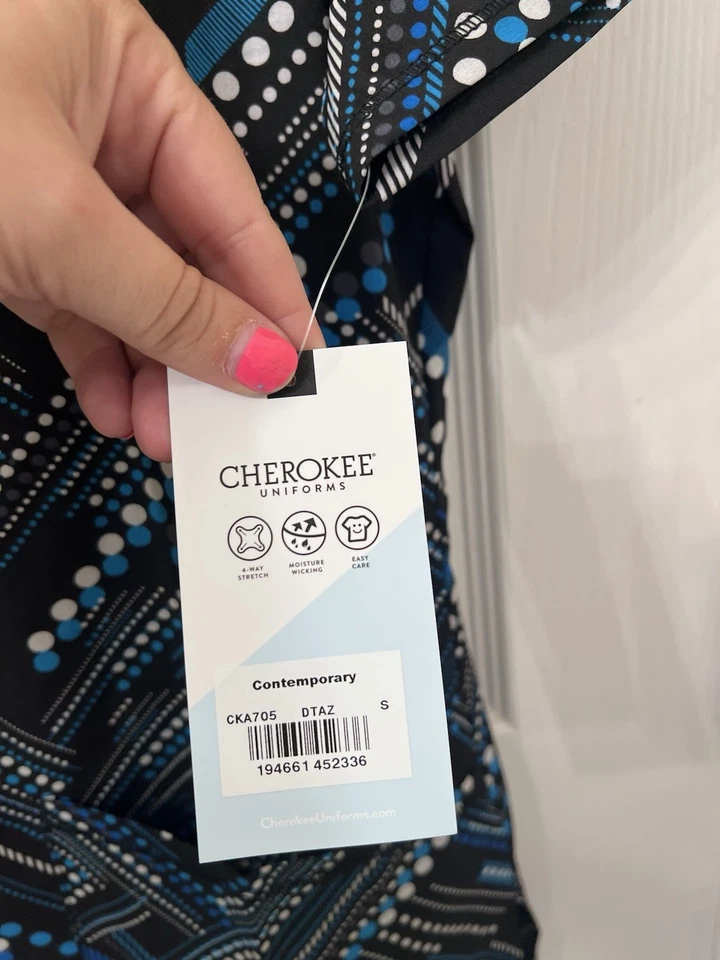 CHEROKEE®
UNIFORMS
4-WAY STRETCH
MOISTURE WICKING
EASY CARE
Contemporary
CKA705 DTAZ S
194661 452336
CherokeeUniforms.com